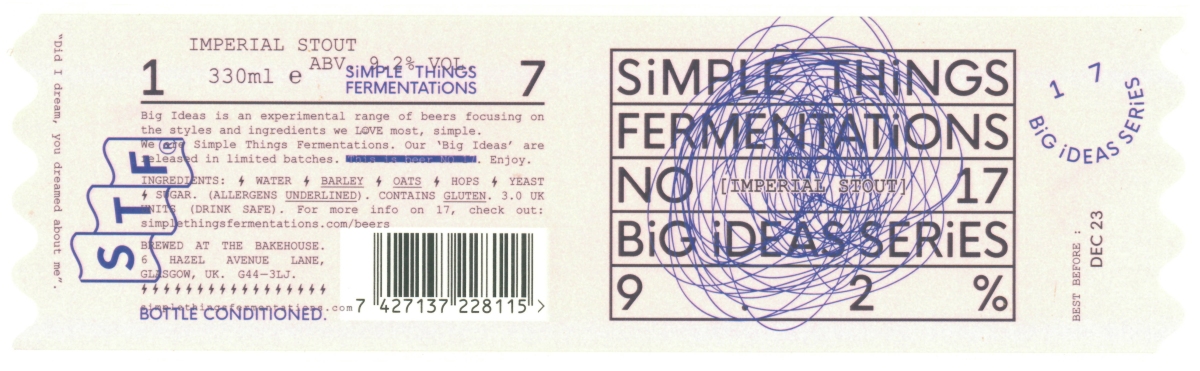 "Did I dream, you dreamed about me".
IMPERIAL STOUT
ABV. 9.2% VOL
330ml e
1
SiMPLE THiNGS
FERMENTATiONS
7
Big Ideas is an experimental range of beers focusing on
the styles and ingredients we LØVE most, simple.
We are Simple Things Fermentations. Our 'Big Ideas' are
released in limited batches. This is beer No.17. Enjoy.
INGREDIENTS: WATER BARLEY OATS HOPS YEAST
SUGAR. (ALLERGENS UNDERLINED). CONTAINS GLUTEN. 3.0 UK
UNITS (DRINK SAFE). For more info on 17, check out:
simplethingsfermentations.com/beers
STF®
BREWED AT THE BAKEHOUSE.
6 HAZEL AVENUE LANE,
GLASGOW, UK. G44-3LJ.
simplethingsfermentations.com
BOTTLE CONDITIONED.
7 427137 228115 >
SiMPLE THiNGS
FERMENTATiONS
NO [IMPERIAL STOUT] 17
BiG iDEAS SERiES
9 . 2 %
1 7
BiG iDEAS SERiES
BEST BEFORE :
DEC 23